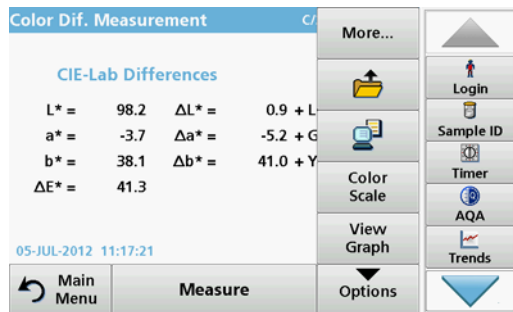 Color Dif. Measurement C/
CIE-Lab Differences
L* = 98.2 ΔL* = 0.9 + L
a* = -3.7 Δa* = -5.2 + G
b* = 38.1 Δb* = 41.0 + Y
ΔE* = 41.3
05-JUL-2012 11:17:21
Main
Menu
Measure
More...
Color
Scale
View
Graph
Options
Login
Sample ID
Timer
AQA
Trends